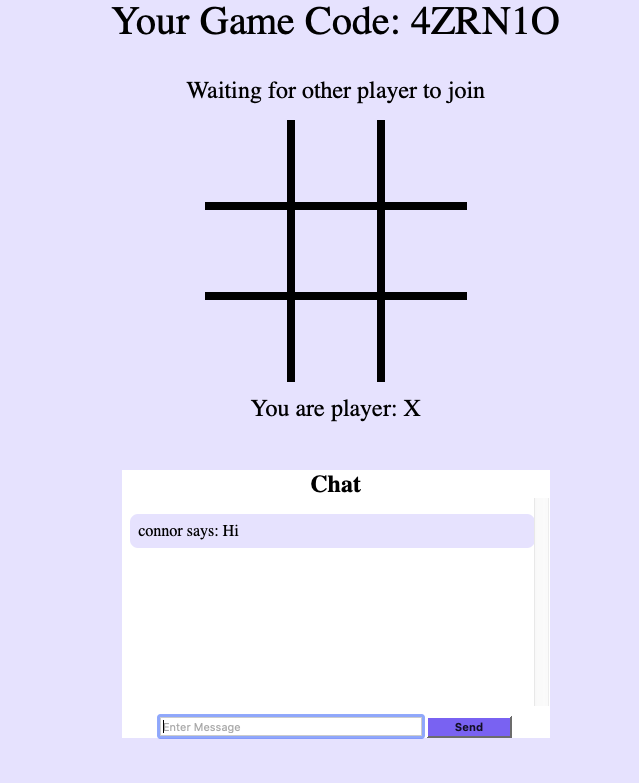 Your Game Code: 4ZRN1O
Waiting for other player to join
You are player: X
Chat
connor says: Hi
Enter Message
Send